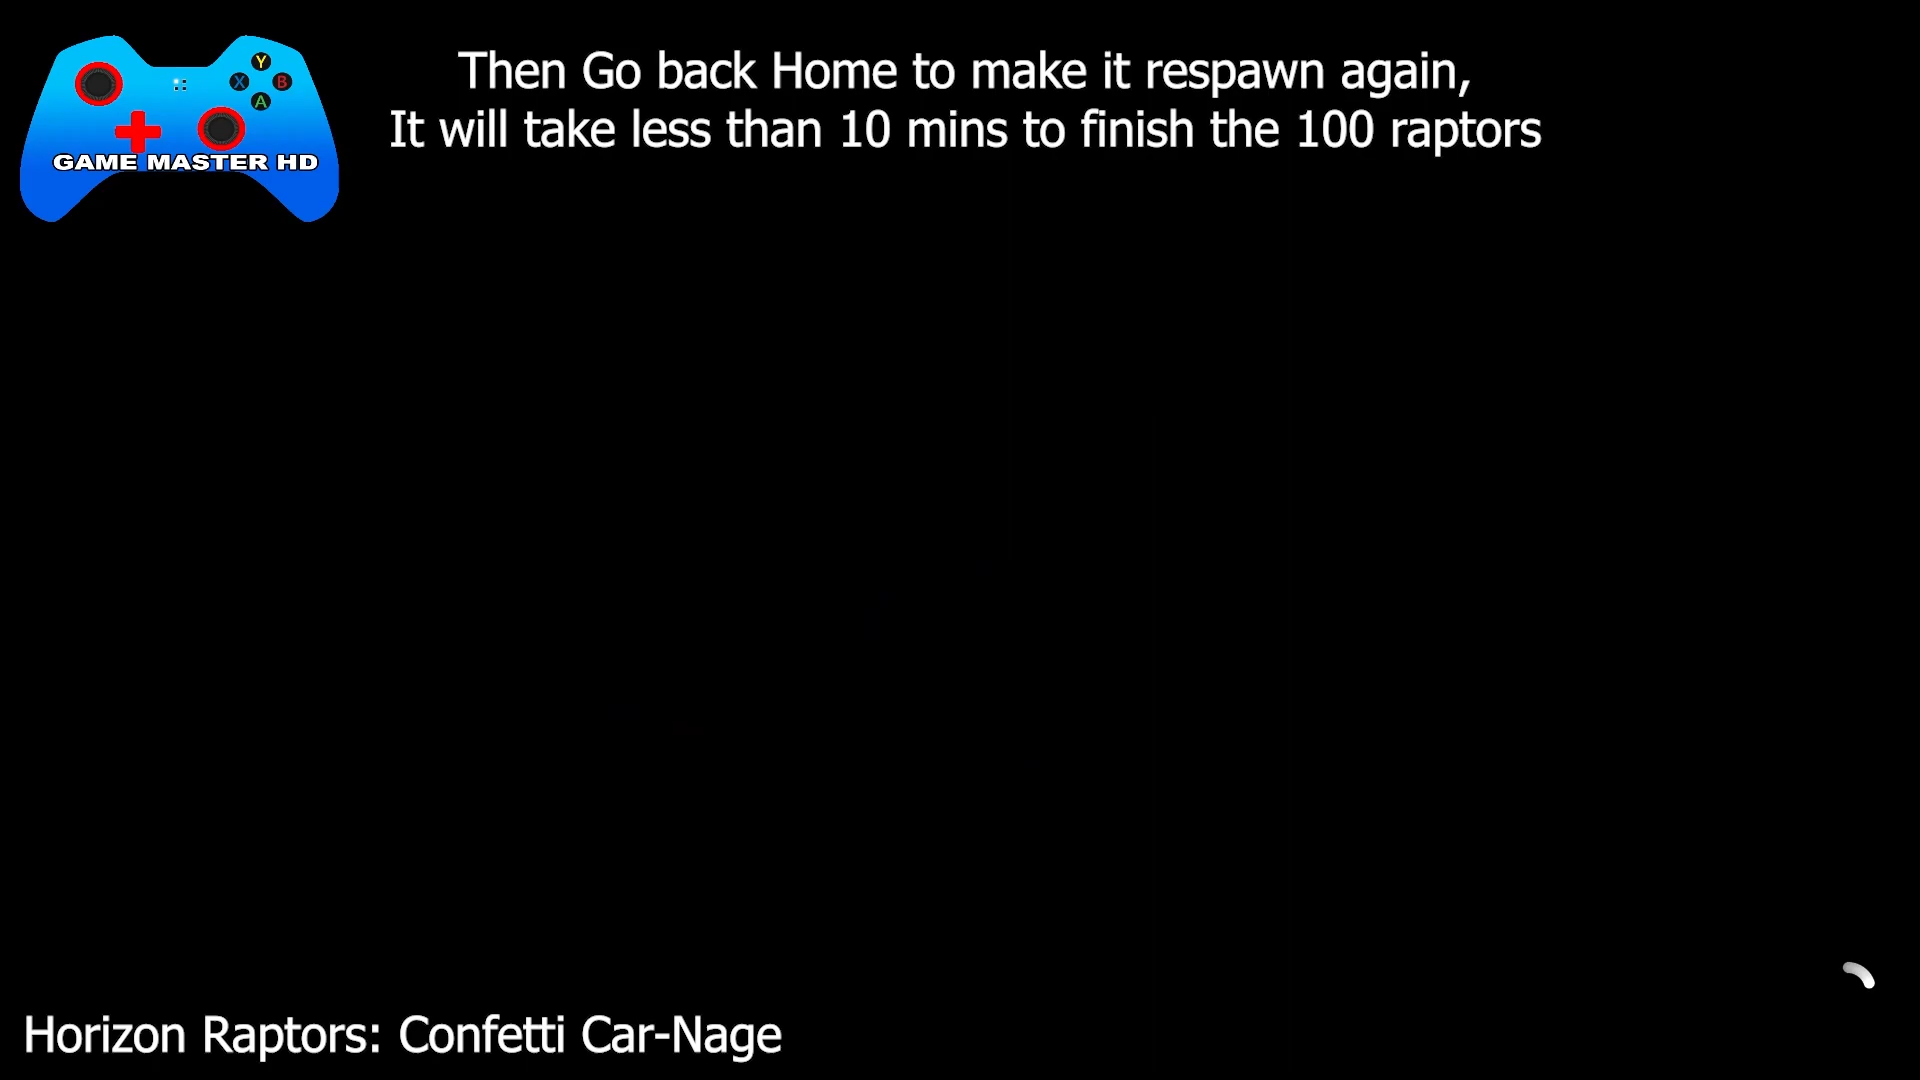 Then Go back Home to make it respawn again,
It will take less than 10 mins to finish the 100 raptors
Y
X B
A
GAME MASTER HD
Horizon Raptors: Confetti Car-Nage